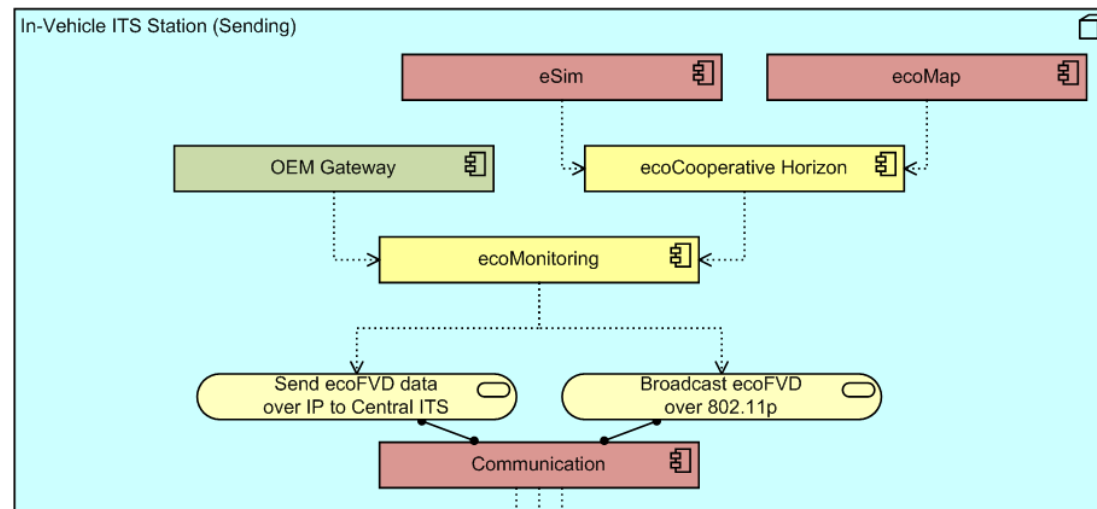 In-Vehicle ITS Station (Sending)
eSim
ecoMap
OEM Gateway
ecoCooperative Horizon
ecoMonitoring
Send ecoFVD data
over IP to Central ITS
Broadcast ecoFVD
over 802.11p
Communication